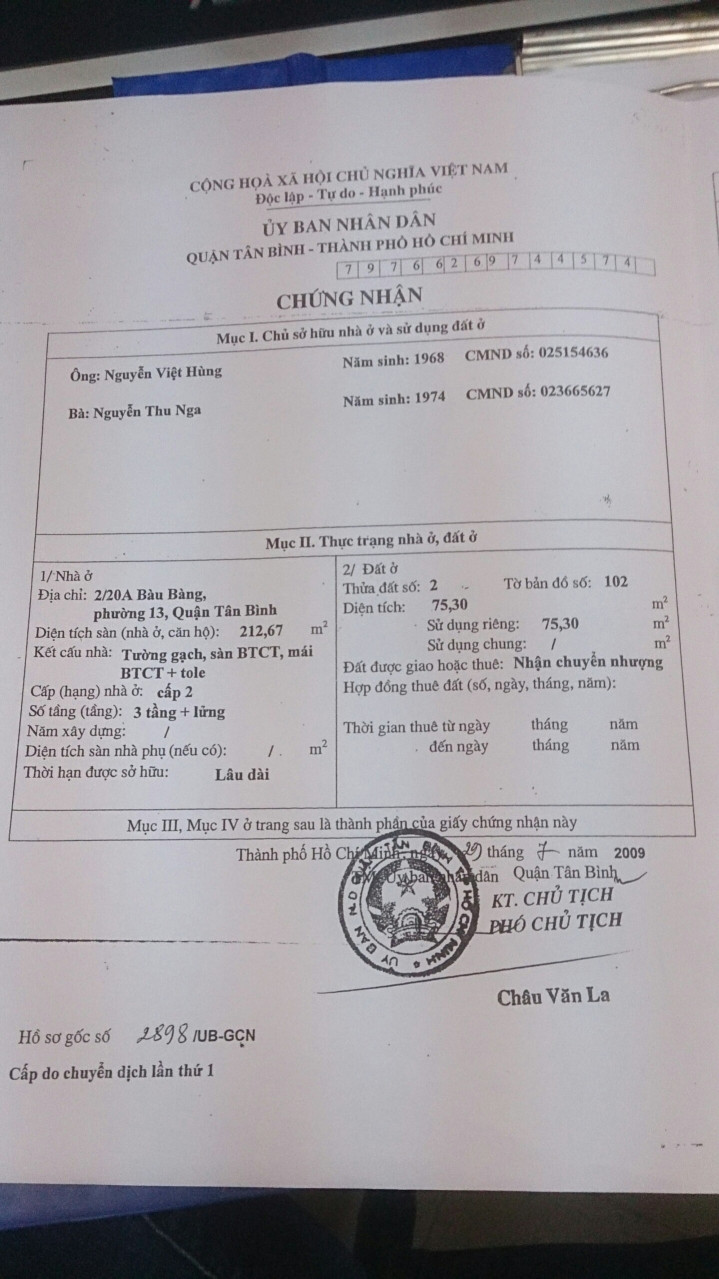 CỘNG HOÀ XÃ HỘI CHỦ NGHĨA VIỆT NAM
Độc lập - Tự do - Hạnh phúc
ỦY BAN NHÂN DÂN
QUẬN TÂN BÌNH - THÀNH PHỐ HỒ CHÍ MINH
7 9 7 6 6 2 6 9 7 4 4 5 7 4
CHỨNG NHẬN
Mục I. Chủ sở hữu nhà ở và sử dụng đất ở
Ông: Nguyễn Việt Hùng Năm sinh: 1968 CMND số: 025154636
Bà: Nguyễn Thu Nga Năm sinh: 1974 CMND số: 023665627
Mục II. Thực trạng nhà ở, đất ở
1/ Nhà ở
Địa chỉ: 2/20A Bàu Bàng,
phường 13, Quận Tân Bình
Diện tích sàn (nhà ở, căn hộ): 212,67 m²
Kết cấu nhà: Tường gạch, sàn BTCT, mái
BTCT + tole
Cấp (hạng) nhà ở: cấp 2
Số tầng (tầng): 3 tầng + lửng
Năm xây dựng: /
Diện tích sàn nhà phụ (nếu có): / . m²
Thời hạn được sở hữu: Lâu dài
2/ Đất ở
Thửa đất số: 2 Tờ bản đồ số: 102
Diện tích: 75,30 m²
Sử dụng riêng: 75,30 m²
Sử dụng chung: / m²
Đất được giao hoặc thuê: Nhận chuyển nhượng
Hợp đồng thuê đất (số, ngày, tháng, năm):
Thời gian thuê từ ngày tháng năm
đến ngày tháng năm
Mục III, Mục IV ở trang sau là thành phần của giấy chứng nhận này
Thành phố Hồ Chí Minh, ngày 29 tháng 7 năm 2009
TM. Ủy ban nhân dân Quận Tân Bình
KT. CHỦ TỊCH
PHÓ CHỦ TỊCH
Châu Văn La
Hồ sơ gốc số 2898 /UB-GCN
Cấp do chuyển dịch lần thứ 1